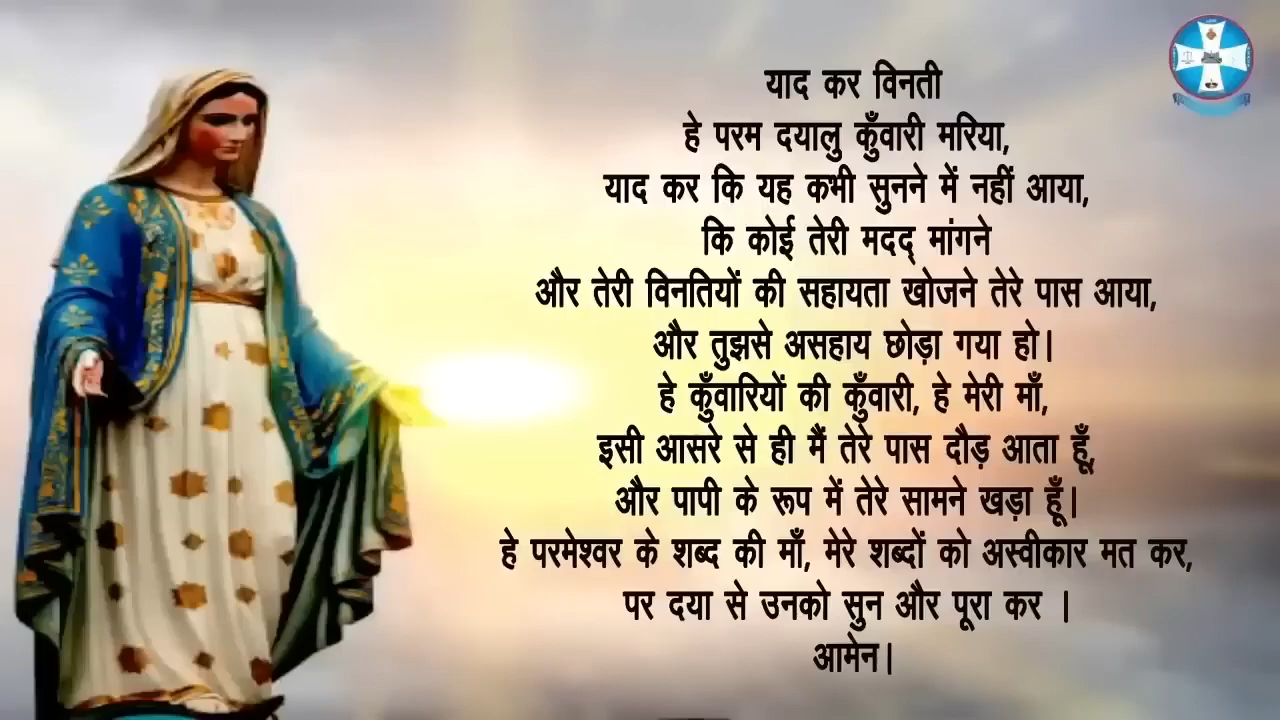 याद कर विनती
हे परम दयालु कुँवारी मरिया,
याद कर कि यह कभी सुनने में नहीं आया,
कि कोई तेरी मदद् मांगने
और तेरी विनतियों की सहायता खोजने तेरे पास आया,
और तुझसे असहाय छोड़ा गया हो|
हे कुँवारियों की कुँवारी, हे मेरी माँ,
इसी आसरे से ही मैं तेरे पास दौड़ आता हूँ,
और पापी के रूप में तेरे सामने खड़ा हूँ|
हे परमेश्वर के शब्द की माँ, मेरे शब्दों को अस्वीकार मत कर,
पर दया से उनको सुन और पूरा कर |
आमेन|